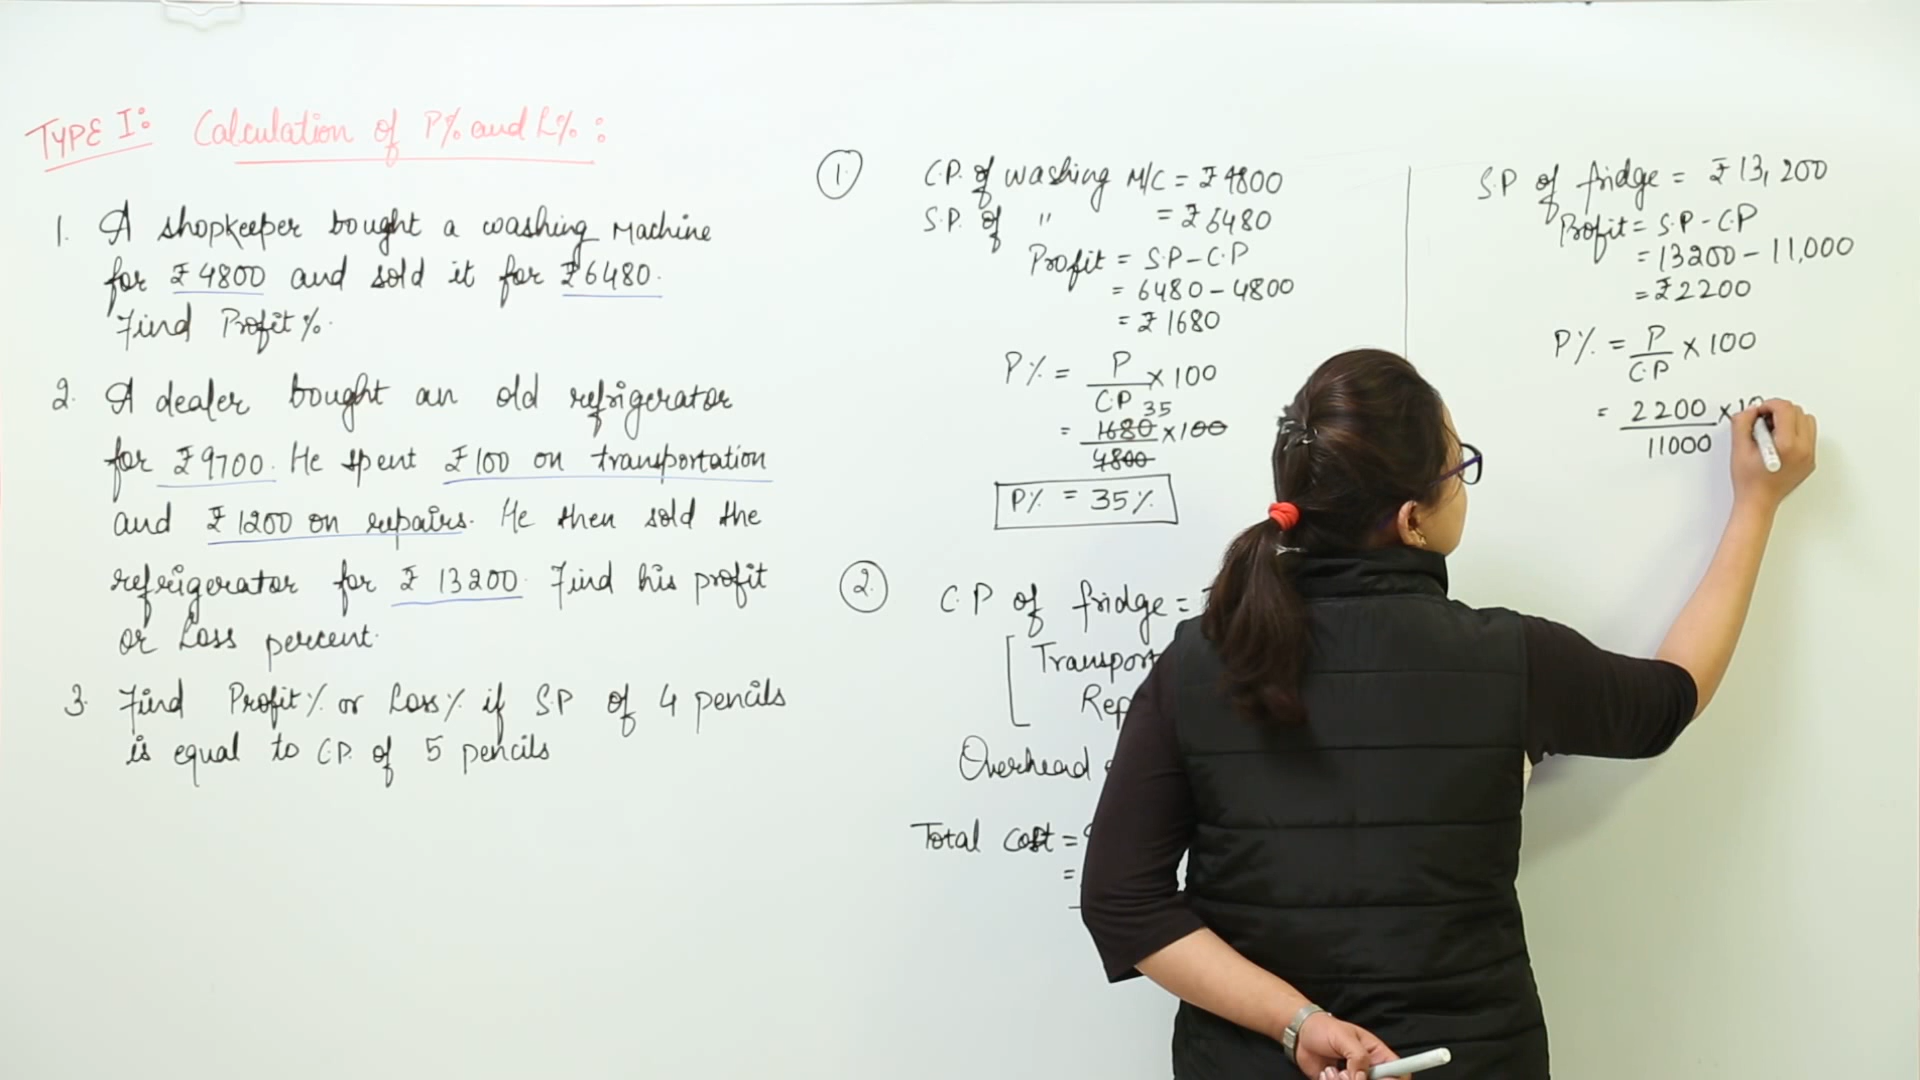 TYPE I: Calculation of P% and L%:
1. A shopkeeper bought a washing Machine
for ₹4800 and sold it for ₹6480.
Find Profit%.
2. A dealer bought an old refrigerator
for ₹9700. He spent ₹100 on transportation
and ₹1200 on repairs. He then sold the
refrigerator for ₹ 13200. Find his profit
or Loss percent.
3. Find Profit% or Loss% if S.P of 4 pencils
is equal to C.P. of 5 pencils
1.
C.P. of washing M/C = ₹4800
S.P. of " = ₹6480
Profit = S.P - C.P
= 6480 - 4800
= ₹ 1680
P% = P/C.P × 100
35
= 1680/4800 × 100
P% = 35%
2.
C.P of fridge =
[Transport
Rep
Overhead
Total cost =
=
S.P of fridge = ₹13,200
Profit = S.P - C.P
= 13200 - 11,000
= ₹2200
P% = P/C.P × 100
= 2200/11000 × 10